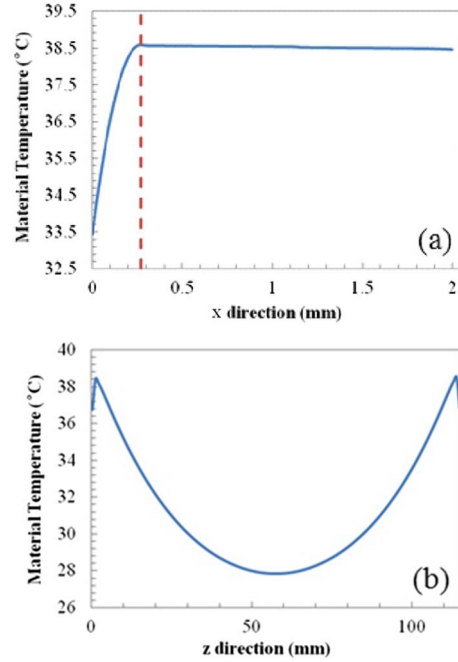 39.5
38.5
37.5
36.5
35.5
34.5
33.5
32.5
Material Temperature (°C)
(a)
0 0.5 1 1.5 2
x direction (mm)
40
38
36
34
32
30
28
26
Material Temperature (°C)
(b)
0 50 100
z direction (mm)